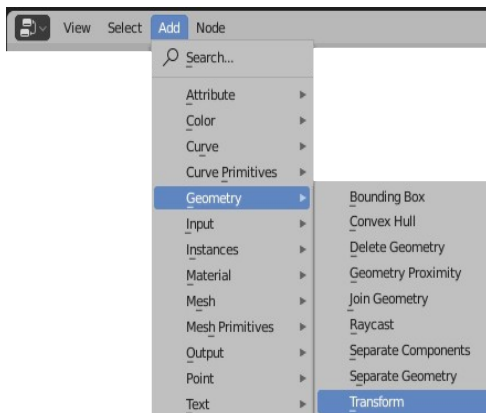 View Select Add Node
Search...
Attribute
Color
Curve
Curve Primitives
Geometry
Input
Instances
Material
Mesh
Mesh Primitives
Output
Point
Text
Bounding Box
Convex Hull
Delete Geometry
Geometry Proximity
Join Geometry
Raycast
Separate Components
Separate Geometry
Transform